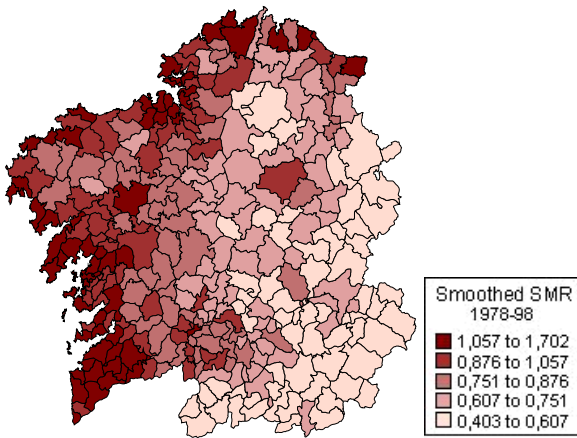 Smoothed SMR
1978-98
1,057 to 1,702
0,876 to 1,057
0,751 to 0,876
0,607 to 0,751
0,403 to 0,607